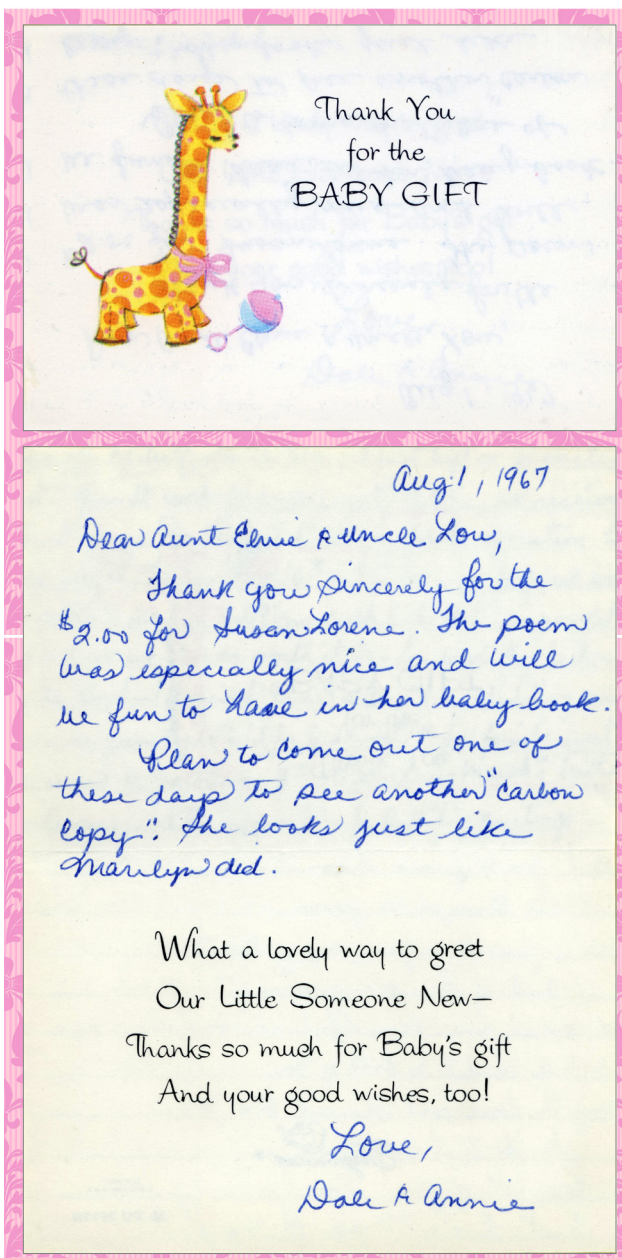 Thank You
for the
BABY GIFT
Aug. 1, 1967
Dear Aunt Elsie & Uncle Lou,
Thank you sincerely for the
$2.00 for Susan Lorene. The poem
was especially nice and will
be fun to have in her baby book.
Plan to come out one of
these days to see another "carbon
copy". She looks just like
Marilyn did.
What a lovely way to greet
Our Little Someone New—
Thanks so much for Baby's gift
And your good wishes, too!
Love,
Dale & Annie